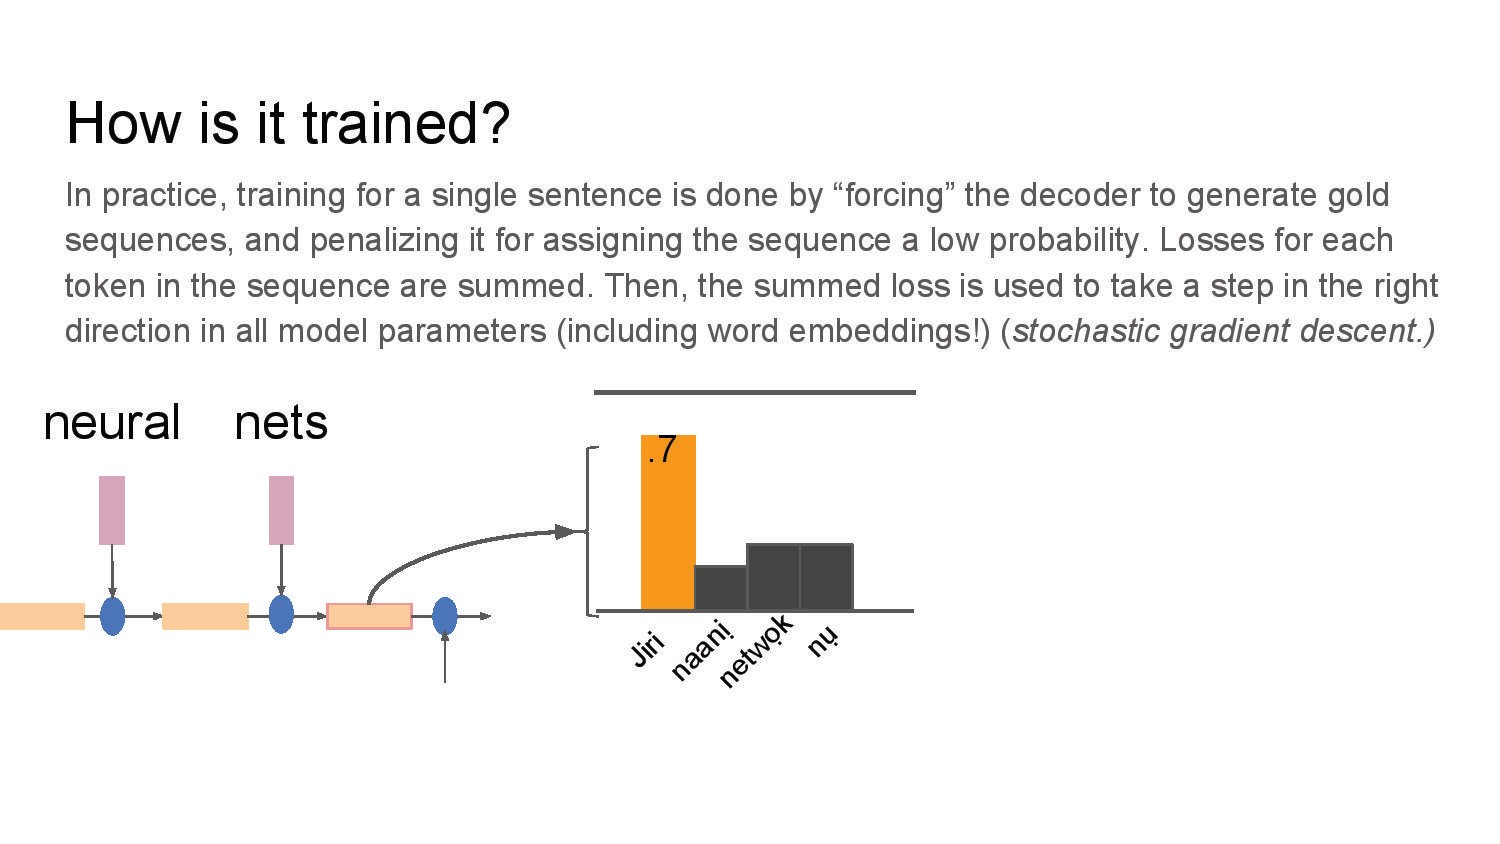 How is it trained?
In practice, training for a single sentence is done by “forcing” the decoder to generate gold
sequences, and penalizing it for assigning the sequence a low probability. Losses for each
token in the sequence are summed. Then, the summed loss is used to take a step in the right
direction in all model parameters (including word embeddings!) (stochastic gradient descent.)
neural nets
.7
Jiri
naanị
netwọk
nụ